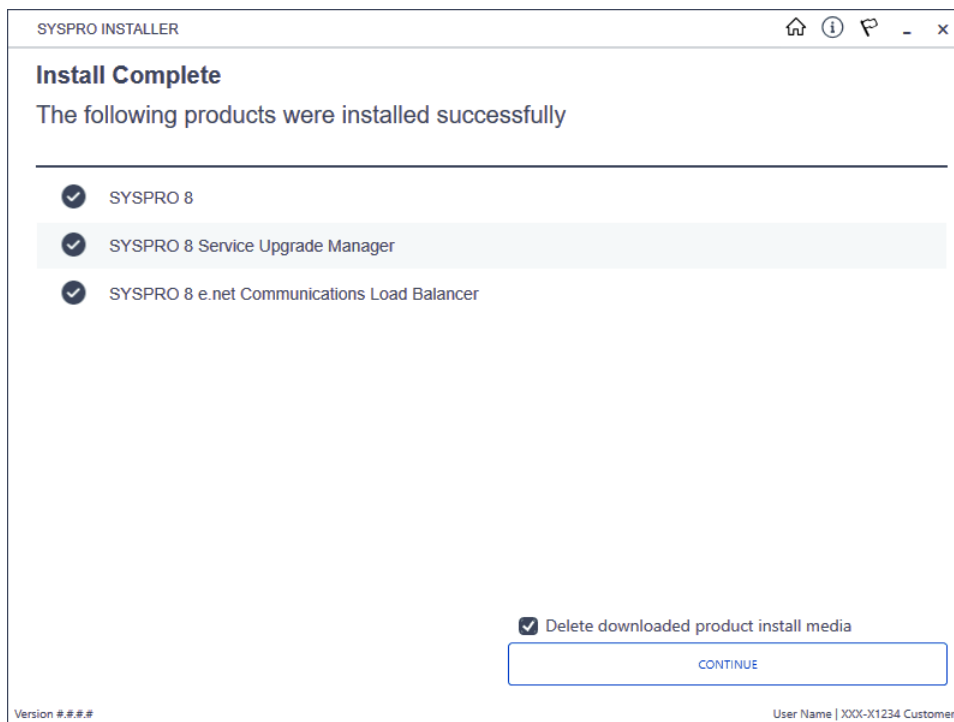 SYSPRO INSTALLER
Install Complete
The following products were installed successfully
SYSPRO 8
SYSPRO 8 Service Upgrade Manager
SYSPRO 8 e.net Communications Load Balancer
Delete downloaded product install media
CONTINUE
Version #.#.#.# User Name | XXX-X1234 Customer